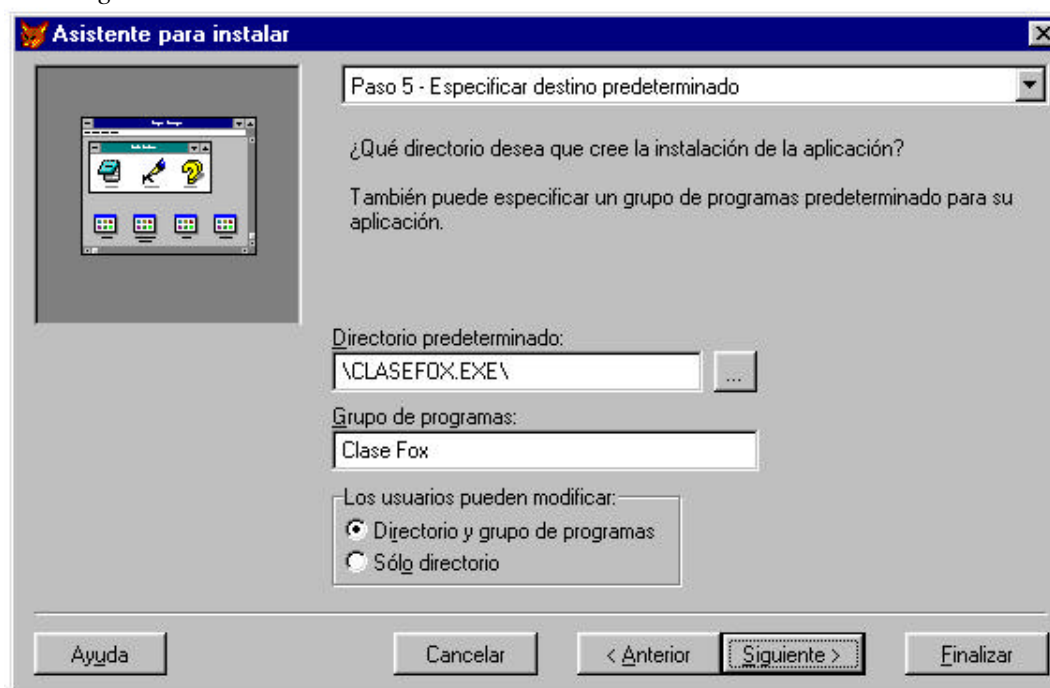 Asistente para instalar
Paso 5 - Especificar destino predeterminado
¿Qué directorio desea que cree la instalación de la aplicación?
También puede especificar un grupo de programas predeterminado para su
aplicación.
Directorio predeterminado:
\CLASEFOX.EXE\
...
Grupo de programas:
Clase Fox
Los usuarios pueden modificar:
Directorio y grupo de programas
Sólo directorio
Ayuda
Cancelar
< Anterior
Siguiente >
Finalizar